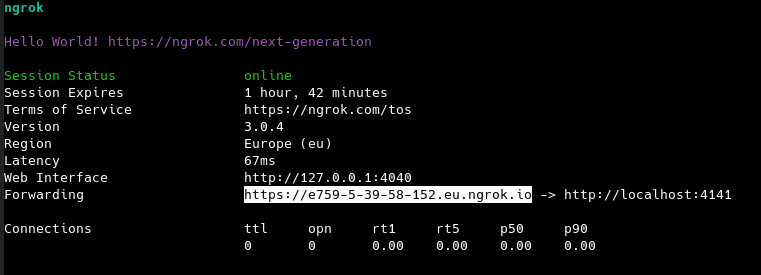 ngrok
Hello World! https://ngrok.com/next-generation
Session Status online
Session Expires 1 hour, 42 minutes
Terms of Service https://ngrok.com/tos
Version 3.0.4
Region Europe (eu)
Latency 67ms
Web Interface http://127.0.0.1:4040
Forwarding https://e759-5-39-58-152.eu.ngrok.io -> http://localhost:4141
Connections ttl opn rt1 rt5 p50 p90
0 0 0.00 0.00 0.00 0.00